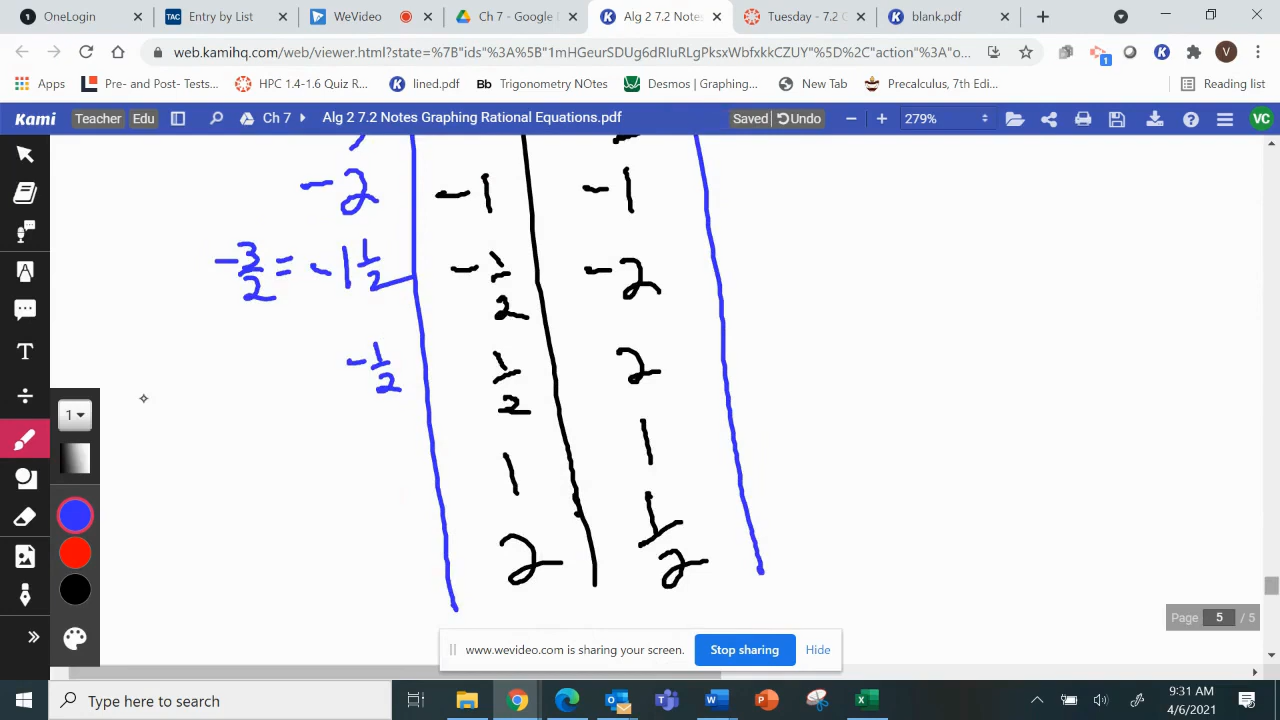 OneLogin
Entry by List
WeVideo
Ch 7 - Google D
Alg 2 7.2 Notes
Tuesday - 7.2 C
blank.pdf
web.kamihq.com/web/viewer.html?state=%7B"ids"%3A%5B"1mHGeurSDUg6dRIuRLgPksxWbfxkkCZUY"%5D%2C"action"%3A"o...
V
1
Apps
Pre- and Post- Tests...
HPC 1.4-1.6 Quiz R...
lined.pdf
Trigonometry NOtes
Desmos | Graphing...
New Tab
Precalculus, 7th Edi...
Reading list
Kami
Teacher
Edu
Ch 7
Alg 2 7.2 Notes Graphing Rational Equations.pdf
Saved
Undo
279%
VC
-2 -1 -1
-3/2 = -1 1/2 -1/2 -2
-1/2 1/2 2
1 1
2 1/2
1
Page 5 / 5
www.wevideo.com is sharing your screen.
Stop sharing
Hide
Type here to search
9:31 AM
4/6/2021